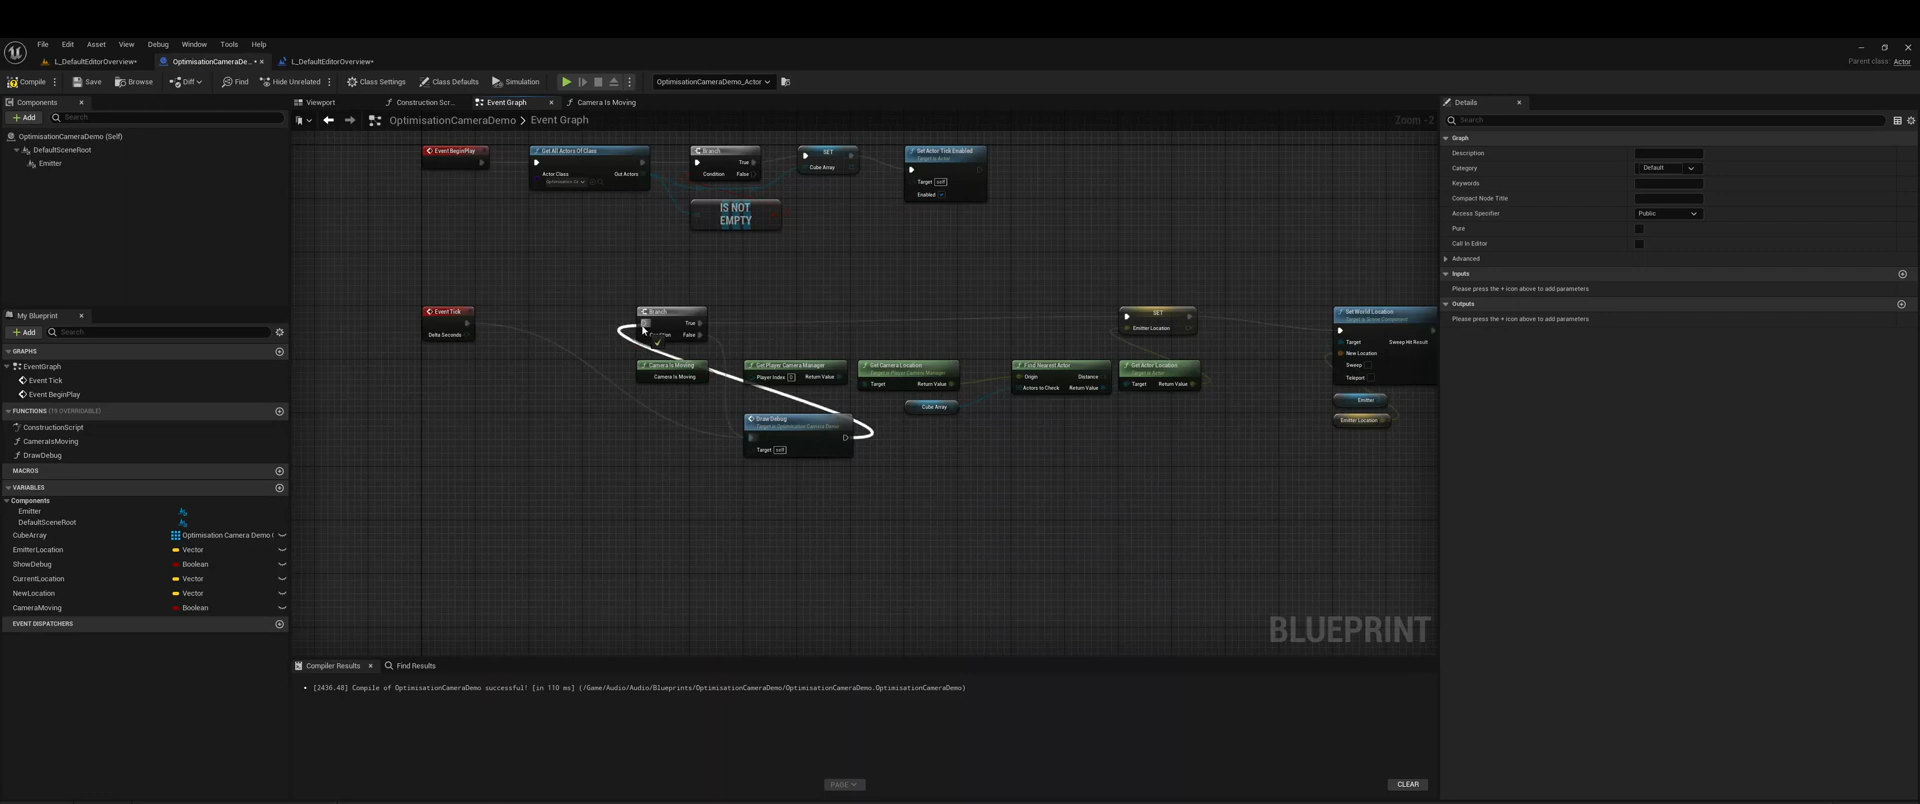 File Edit Asset View Debug Window Tools Help
L_DefaultEditorOverview* OptimisationCameraDe... • × L_DefaultEditorOverview*
Parent class: Actor
Compile Save Browse Diff Find Hide Unrelated Class Settings Class Defaults Simulation OptimisationCameraDemo_Actor
Components
+ Add Search
OptimisationCameraDemo (Self)
DefaultSceneRoot
Emitter
My Blueprint
+ Add Search
GRAPHS
EventGraph
Event Tick
Event BeginPlay
FUNCTIONS (19 OVERRIDABLE)
ConstructionScript
CameraIsMoving
DrawDebug
MACROS
VARIABLES
Components
Emitter
DefaultSceneRoot
CubeArray Optimisation Camera Demo
EmitterLocation Vector
ShowDebug Boolean
CurrentLocation Vector
NewLocation Vector
CameraMoving Boolean
EVENT DISPATCHERS
Viewport Construction Scr... Event Graph Camera Is Moving
OptimisationCameraDemo > Event Graph
Zoom -2
Event BeginPlay
Get All Actors Of Class
Actor Class Out Actors
Branch
True
Condition False
IS NOT
EMPTY
SET
Cube Array
Set Actor Tick Enabled
Target is Actor
Target self
Enabled
Event Tick
Delta Seconds
Branch
True
False
Camera Is Moving
Camera Is Moving
Get Player Camera Manager
Player Index 0 Return Value
Get Camera Location
Target is Player Camera Manager
Target Return Value
Cube Array
Find Nearest Actor
Origin Distance
Actors to Check Return Value
SET
Emitter Location
Get Actor Location
Target Return Value
Draw Debug
Target is Optimisation Camera Demo
Target self
Set World Location
Target is Scene Component
Target Sweep Hit Result
New Location
Sweep
Teleport
Emitter
Emitter Location
BLUEPRINT
Compiler Results Find Results
• [2436.48] Compile of OptimisationCameraDemo successful! [in 110 ms] (/Game/Audio/Audio/Blueprints/OptimisationCameraDemo/OptimisationCameraDemo.OptimisationCameraDemo)
PAGE
CLEAR
Details
Search
Graph
Description
Category Default
Keywords
Compact Node Title
Access Specifier Public
Pure
Call In Editor
Advanced
Inputs
Please press the + icon above to add parameters
Outputs
Please press the + icon above to add parameters